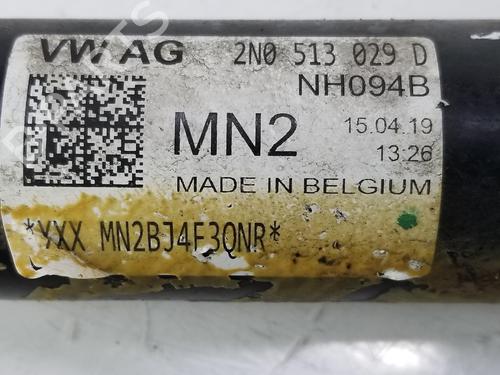 VW AG 2N0 513 029 D
NH094B
MN2 15.04.19
13:26
MADE IN BELGIUM
*YXX MN2BJ4F3QNR*